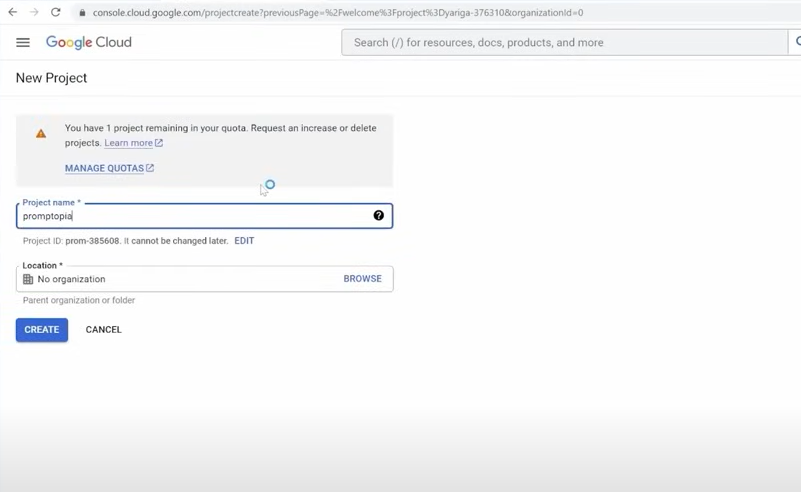 console.cloud.google.com/projectcreate?previousPage=%2Fwelcome%3Fproject%3Dyariga-376310&organizationId=0
Google Cloud
Search (/) for resources, docs, products, and more
New Project
You have 1 project remaining in your quota. Request an increase or delete
projects. Learn more
MANAGE QUOTAS
Project name *
promptopia
Project ID: prom-385608. It cannot be changed later. EDIT
Location *
No organization BROWSE
Parent organization or folder
CREATE CANCEL